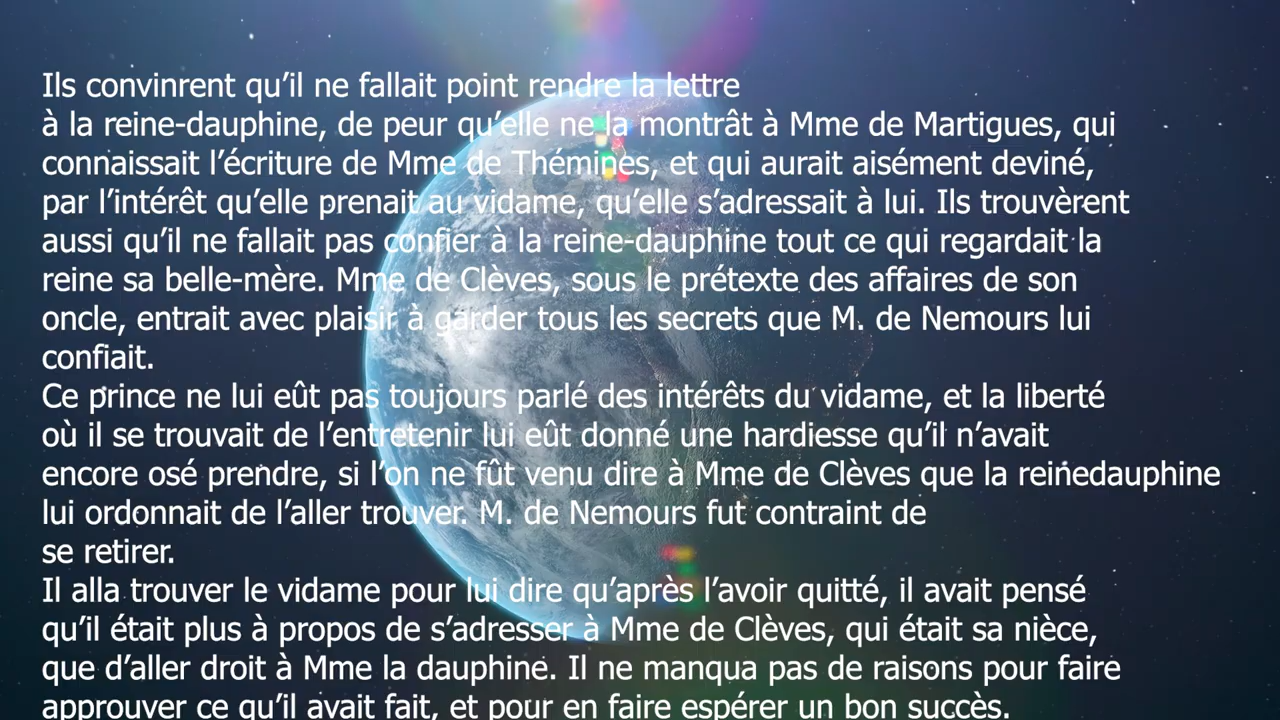 Ils convinrent qu’il ne fallait point rendre la lettre
à la reine-dauphine, de peur qu’elle ne la montrât à Mme de Martigues, qui
connaissait l’écriture de Mme de Thémines, et qui aurait aisément deviné,
par l’intérêt qu’elle prenait au vidame, qu’elle s’adressait à lui. Ils trouvèrent
aussi qu’il ne fallait pas confier à la reine-dauphine tout ce qui regardait la
reine sa belle-mère. Mme de Clèves, sous le prétexte des affaires de son
oncle, entrait avec plaisir à garder tous les secrets que M. de Nemours lui
confiait.
Ce prince ne lui eût pas toujours parlé des intérêts du vidame, et la liberté
où il se trouvait de l’entretenir lui eût donné une hardiesse qu’il n’avait
encore osé prendre, si l’on ne fût venu dire à Mme de Clèves que la reinedauphine
lui ordonnait de l’aller trouver. M. de Nemours fut contraint de
se retirer.
Il alla trouver le vidame pour lui dire qu’après l’avoir quitté, il avait pensé
qu’il était plus à propos de s’adresser à Mme de Clèves, qui était sa nièce,
que d’aller droit à Mme la dauphine. Il ne manqua pas de raisons pour faire
approuver ce qu’il avait fait, et pour en faire espérer un bon succès.